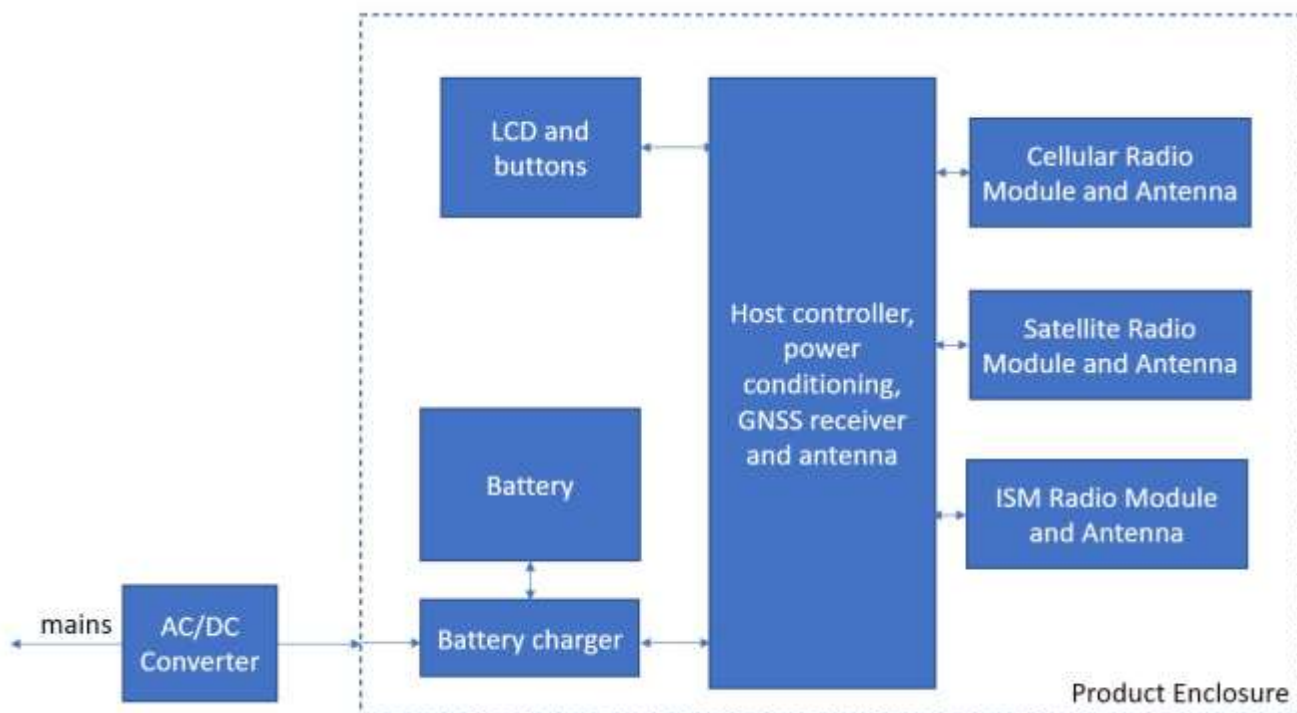 LCD and
buttons
Cellular Radio
Module and Antenna
Host controller,
power
conditioning,
GNSS receiver
and antenna
Satellite Radio
Module and Antenna
Battery
ISM Radio Module
and Antenna
mains
AC/DC
Converter
Battery charger
Product Enclosure